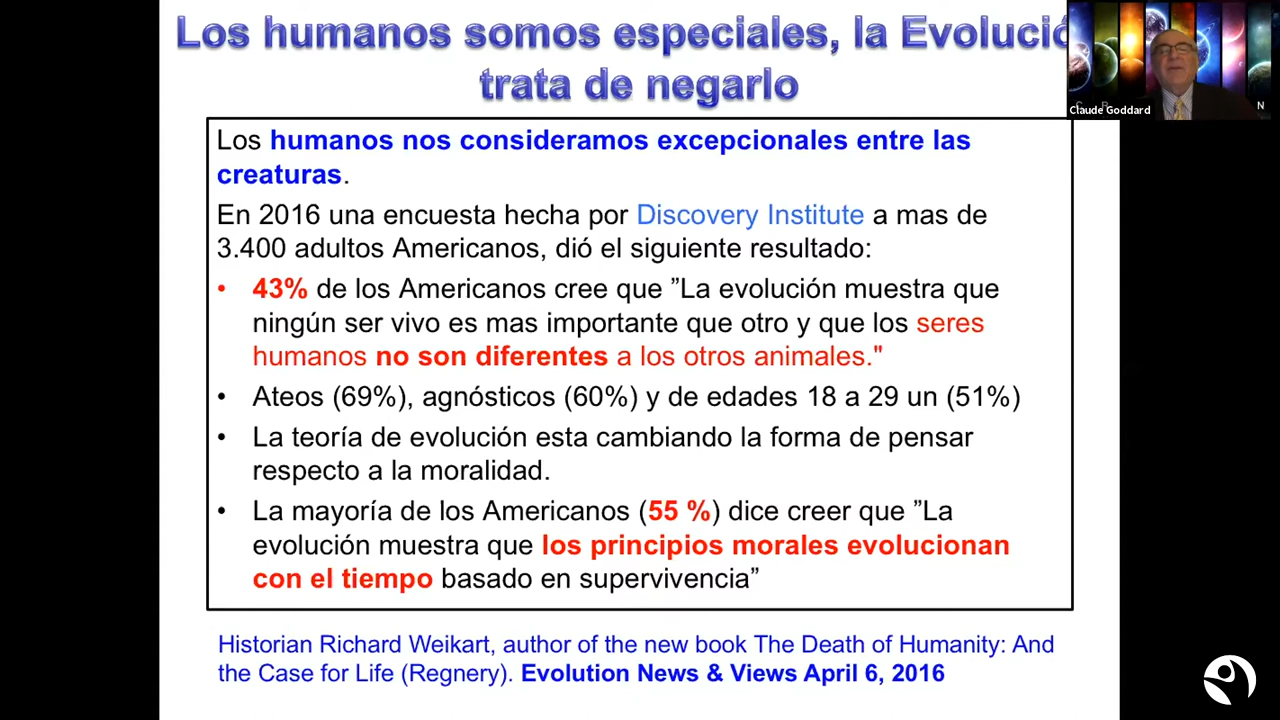 Los humanos somos especiales, la Evolució
trata de negarlo
Claude Goddard
N
Los humanos nos consideramos excepcionales entre las
creaturas.
En 2016 una encuesta hecha por Discovery Institute a mas de
3.400 adultos Americanos, dió el siguiente resultado:
• 43% de los Americanos cree que ”La evolución muestra que
ningún ser vivo es mas importante que otro y que los seres
humanos no son diferentes a los otros animales."
• Ateos (69%), agnósticos (60%) y de edades 18 a 29 un (51%)
• La teoría de evolución esta cambiando la forma de pensar
respecto a la moralidad.
• La mayoría de los Americanos (55 %) dice creer que ”La
evolución muestra que los principios morales evolucionan
con el tiempo basado en supervivencia”
Historian Richard Weikart, author of the new book The Death of Humanity: And
the Case for Life (Regnery). Evolution News & Views April 6, 2016